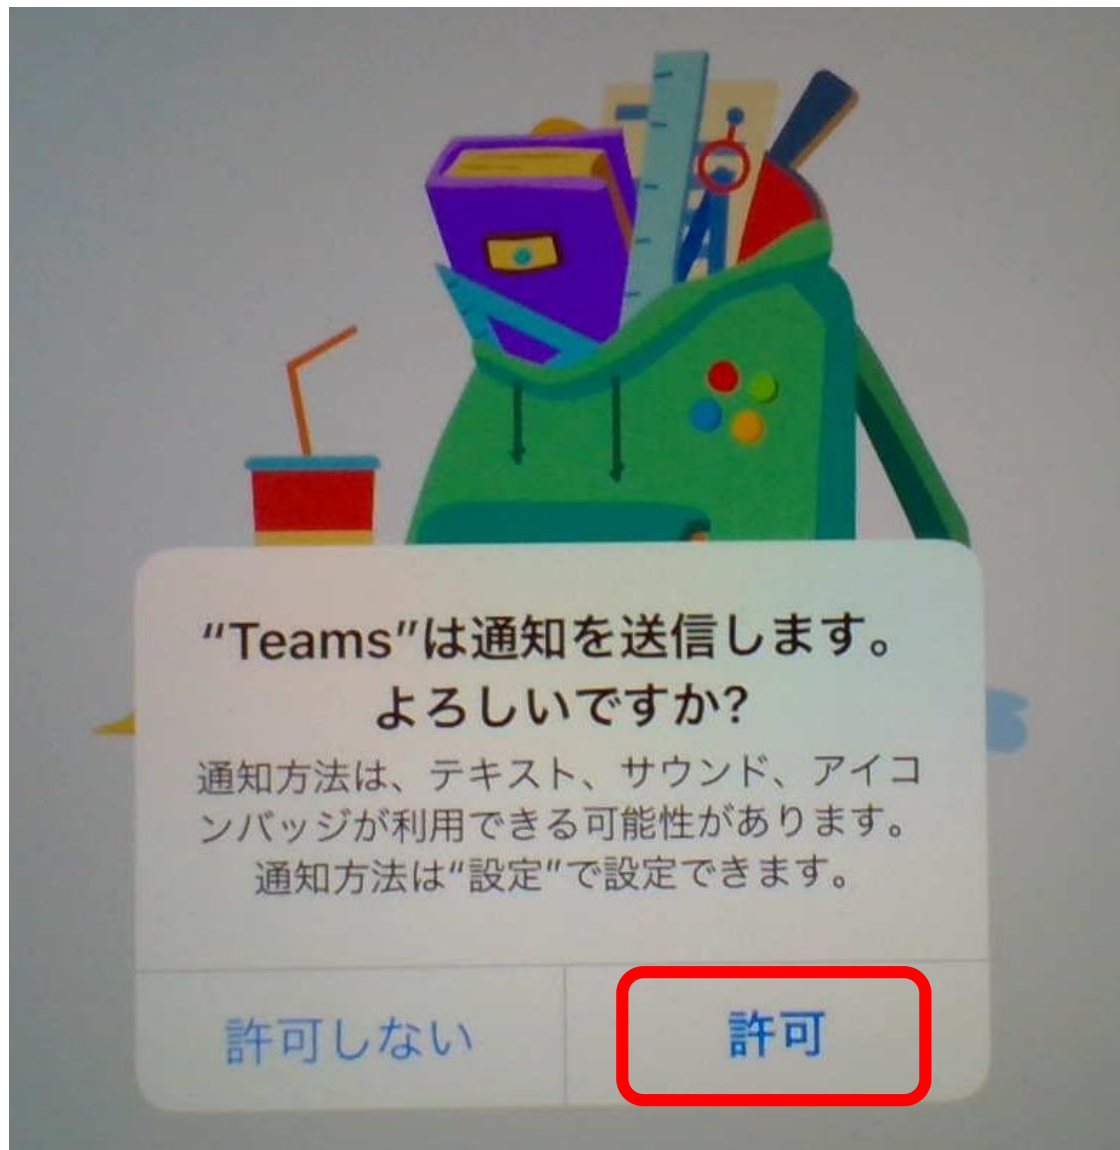 “Teams”は通知を送信します。
よろしいですか?
通知方法は、テキスト、サウンド、アイコ
ンバッジが利用できる可能性があります。
通知方法は“設定”で設定できます。
許可しない
許可